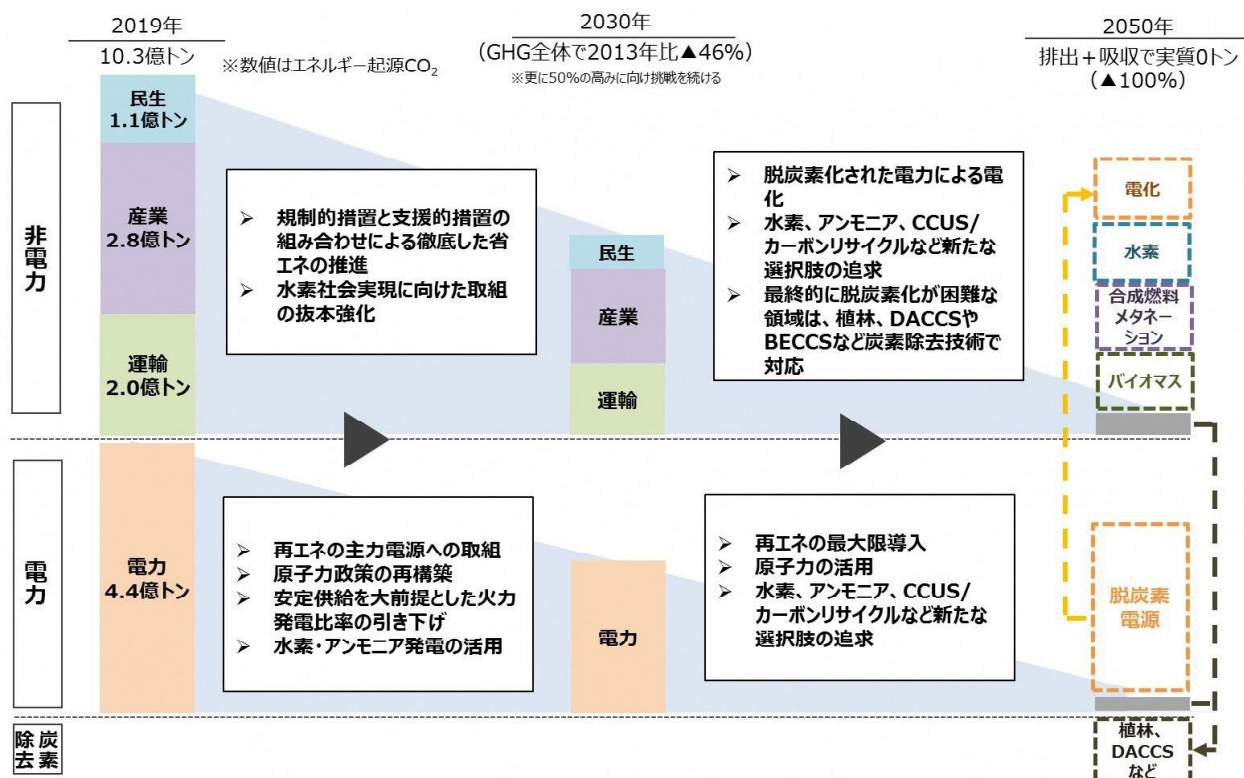 2019年
10.3億トン
※数値はエネルギー起源CO₂
2030年
(GHG全体で2013年比▲46%)
※更に50%の高みに向け挑戦を続ける
2050年
排出+吸収で実質0トン
(▲100%)
非電力
民生
1.1億トン
産業
2.8億トン
運輸
2.0億トン
➢ 規制的措置と支援的措置の
組み合わせによる徹底した省
エネの推進
➢ 水素社会実現に向けた取組
の抜本強化
民生
産業
運輸
➢ 脱炭素化された電力による電
化
➢ 水素、アンモニア、CCUS/
カーボンリサイクルなど新たな
選択肢の追求
➢ 最終的に脱炭素化が困難な
領域は、植林、DACCSや
BECCSなど炭素除去技術で
対応
電化
水素
合成燃料
メタネー
ション
バイオマス
電力
電力
4.4億トン
➢ 再エネの主力電源への取組
➢ 原子力政策の再構築
➢ 安定供給を大前提とした火力
発電比率の引き下げ
➢ 水素・アンモニア発電の活用
電力
➢ 再エネの最大限導入
➢ 原子力の活用
➢ 水素、アンモニア、CCUS/
カーボンリサイクルなど新たな
選択肢の追求
脱炭素
電源
炭素
除去
植林、
DACCS
など